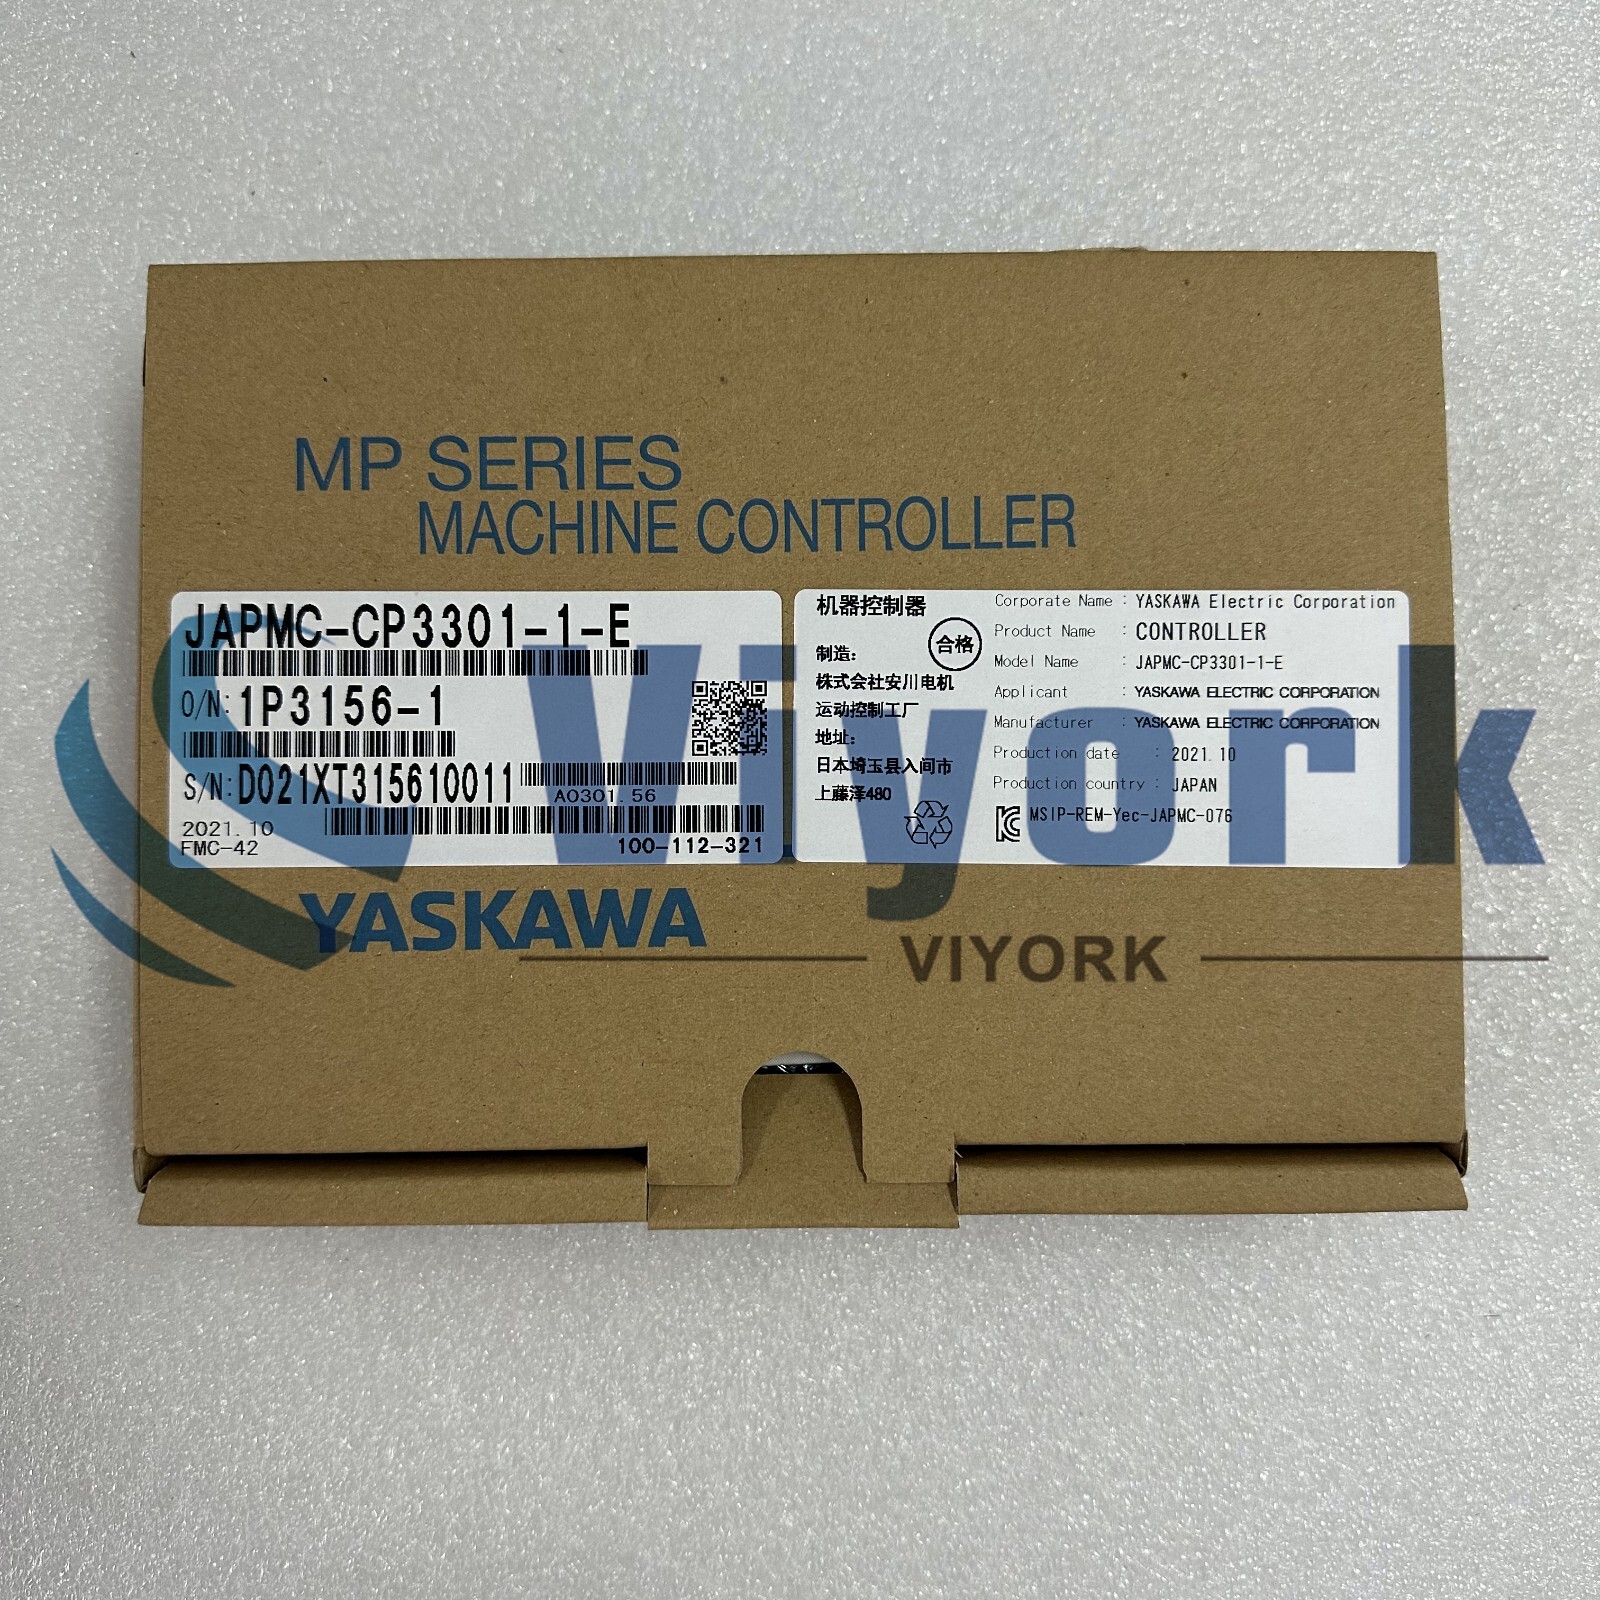 MP SERIES
MACHINE CONTROLLER
JAPMC-CP3301-1-E
O/N: 1P3156-1
S/N: D021XT315610011
A0301.56
2021.10
FMC-42
100-112-321
机器控制器
合格
制造:
株式会社安川电机
运动控制工厂
地址:
日本埼玉县入间市
上藤泽480
Corporate Name : YASKAWA Electric Corporation
Product Name : CONTROLLER
Model Name : JAPMC-CP3301-1-E
Applicant : YASKAWA ELECTRIC CORPORATION
Manufacturer : YASKAWA ELECTRIC CORPORATION
Production date : 2021.10
Production country : JAPAN
MSIP-REM-Yec-JAPMC-076
YASKAWA
Viyork
VIYORK